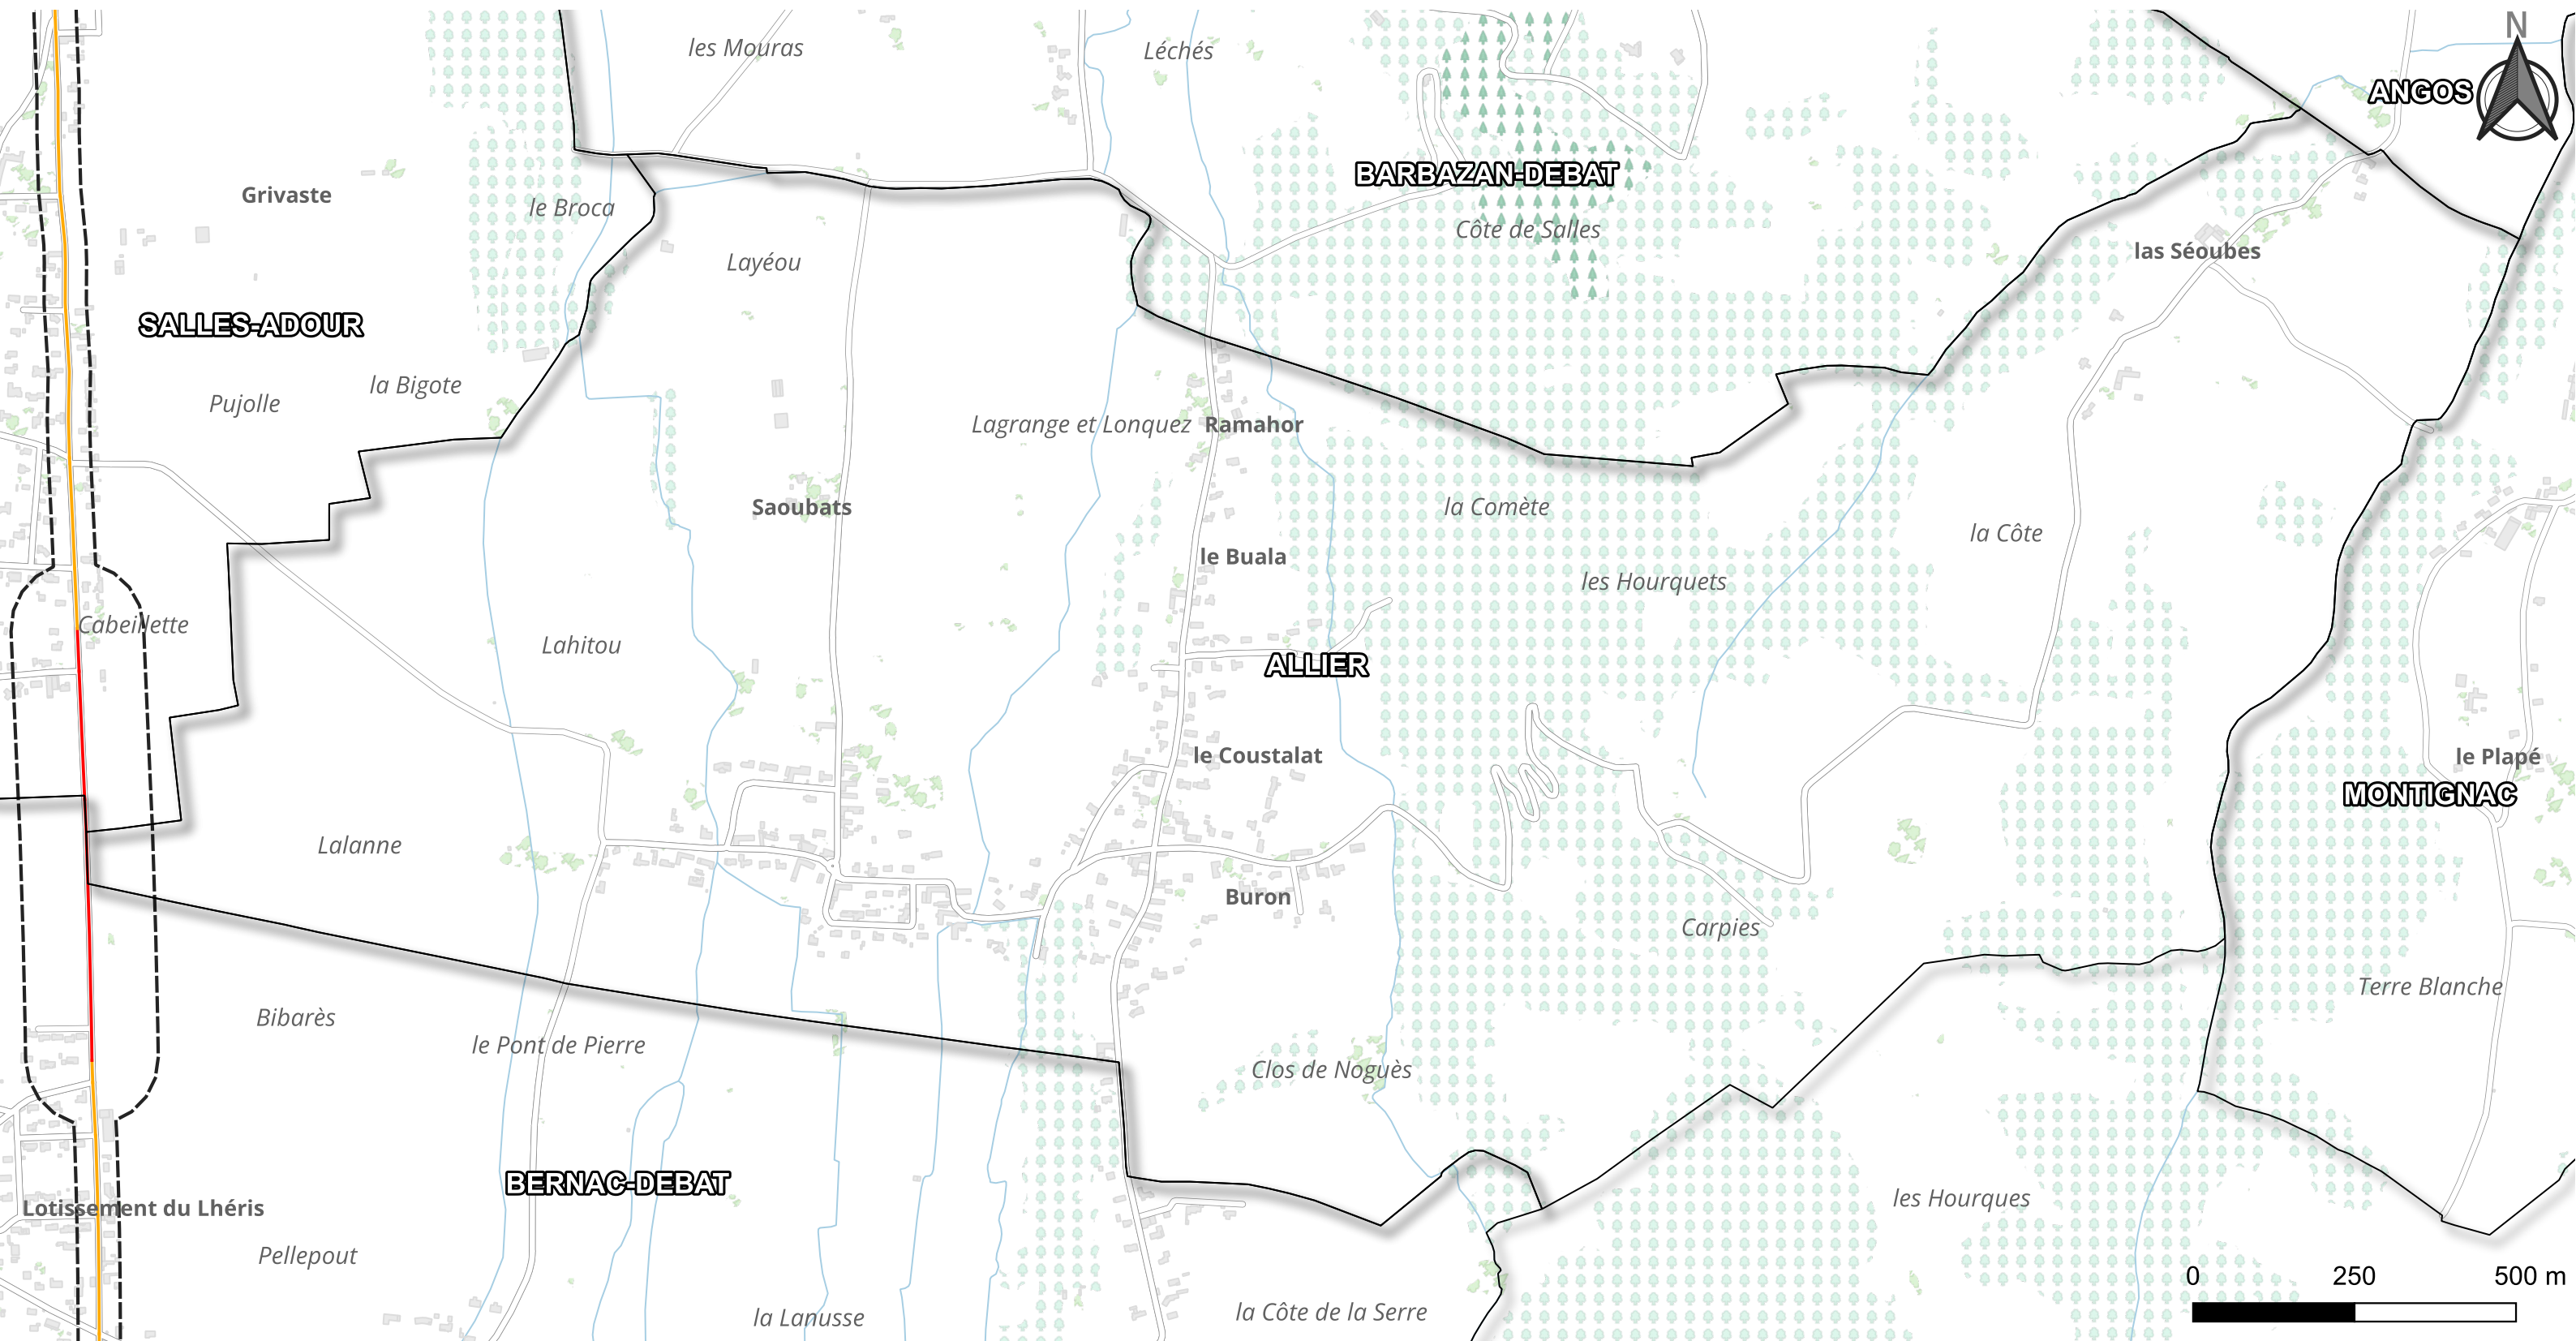 N
les Mouras
Léchés
ANGOS
BARBAZAN-DEBAT
Grivaste
le Broca
Côte de Salles
las Séoubes
Layéou
SALLES-ADOUR
la Bigote
Pujolle
Lagrange et Lonquez
Ramahor
Saoubats
la Comète
la Côte
le Buala
les Hourquets
Cabeillette
Lahitou
ALLIER
le Coustalat
le Plapé
MONTIGNAC
Lalanne
Buron
Carpies
Terre Blanche
Bibarès
le Pont de Pierre
Clos de Noguès
BERNAC-DEBAT
les Hourques
Lotissement du Lhéris
Pellepout
la Lanusse
la Côte de la Serre
0 250 500 m